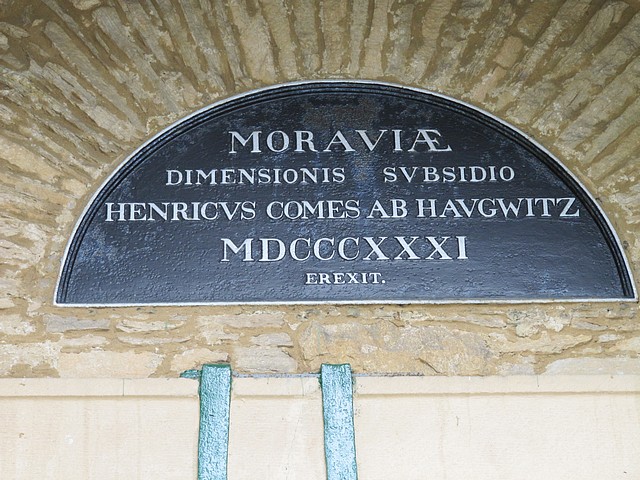 MORAVIÆ
DIMENSIONIS SVBSIDIO
HENRICVS COMES AB HAVGWITZ
MDCCCXXXI
EREXIT.